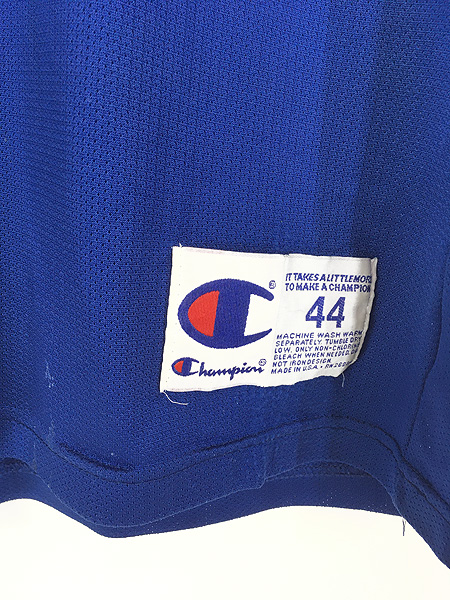 IT TAKES A LITTLE MORE
TO MAKE A CHAMPION
44
MACHINE WASH WARM
SEPARATELY. TUMBLE DRY
LOW. ONLY NON-CHLORINE
BLEACH WHEN NEEDED. DO
NOT IRON DESIGN.
MADE IN U.S.A. • RN
Champion